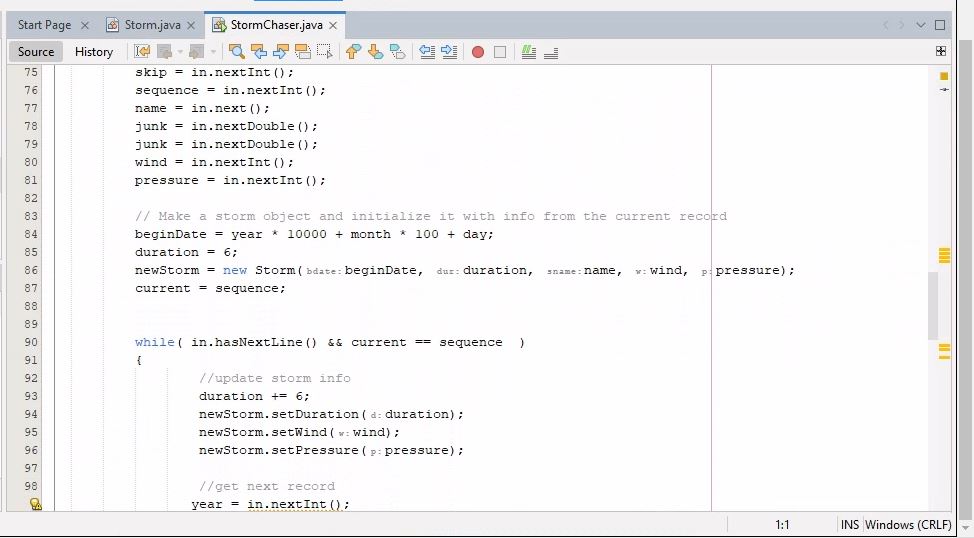 Start Page
Storm.java
StormChaser.java
Source
History
75 skip = in.nextInt();
76 sequence = in.nextInt();
77 name = in.next();
78 junk = in.nextDouble();
79 junk = in.nextDouble();
80 wind = in.nextInt();
81 pressure = in.nextInt();
82
83 // Make a storm object and initialize it with info from the current record
84 beginDate = year * 10000 + month * 100 + day;
85 duration = 6;
86 newStorm = new Storm( bdate: beginDate, dur: duration, sname: name, w: wind, p: pressure);
87 current = sequence;
88
89
90 while( in.hasNextLine() && current == sequence )
91 {
92 //update storm info
93 duration += 6;
94 newStorm.setDuration( d: duration);
95 newStorm.setWind( w: wind);
96 newStorm.setPressure( p: pressure);
97
98 //get next record
year = in.nextInt();
1:1
INS
Windows (CRLF)